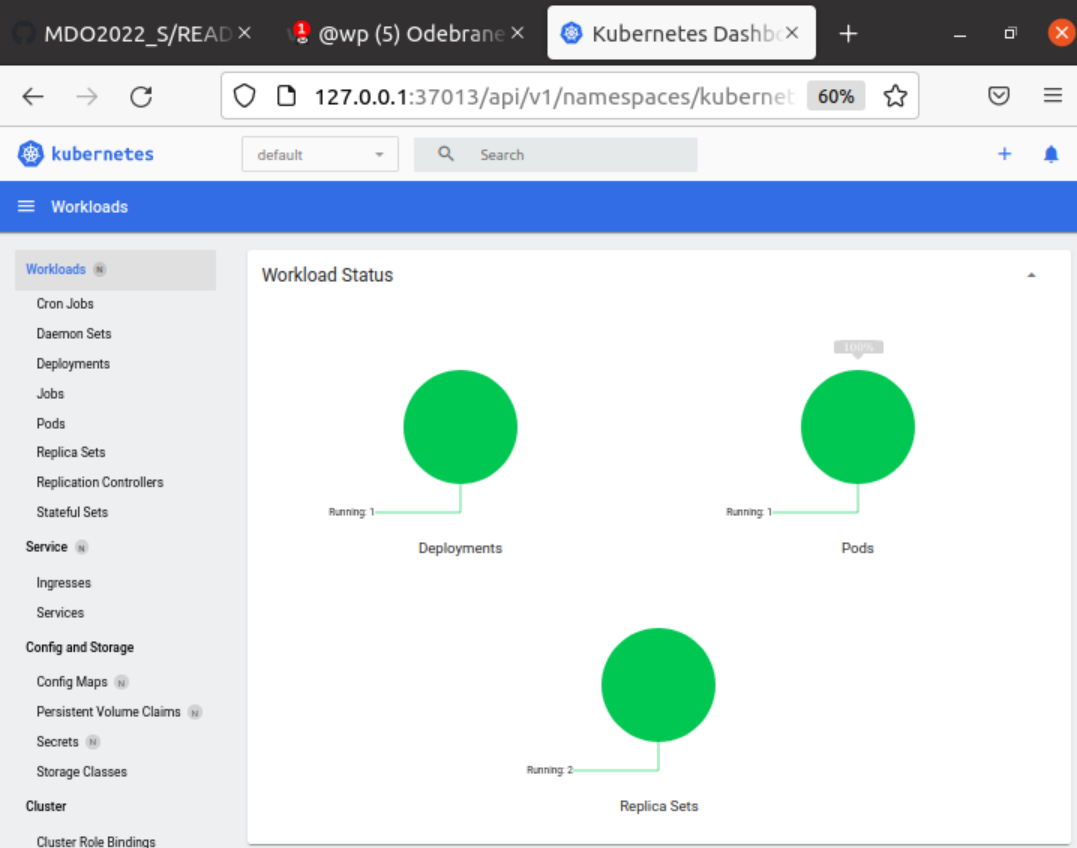 MDO2022_S/READ
1 @wp (5) Odebrane
Kubernetes Dashbo
127.0.0.1:37013/api/v1/namespaces/kubernet 60%
kubernetes default Search
Workloads
Workloads N
Cron Jobs
Daemon Sets
Deployments
Jobs
Pods
Replica Sets
Replication Controllers
Stateful Sets
Service N
Ingresses
Services
Config and Storage
Config Maps N
Persistent Volume Claims N
Secrets N
Storage Classes
Cluster
Cluster Role Bindings
Workload Status
100%
Running: 1
Running: 1
Deployments
Pods
Running: 2
Replica Sets